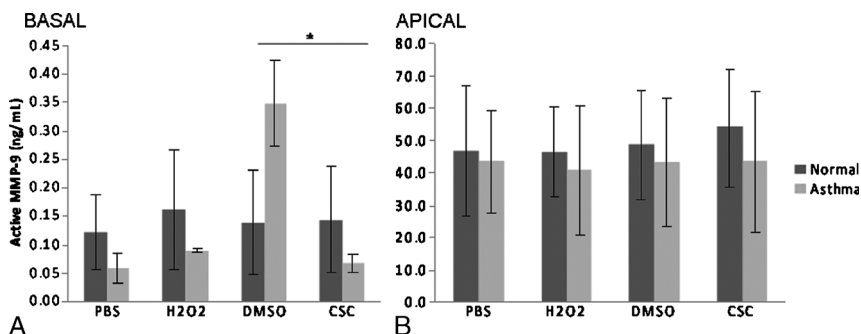 BASAL
*
Active MMP-9 (ng/mL)
0.45
0.40
0.35
0.30
0.25
0.20
0.15
0.10
0.05
0.00
PBS H2O2 DMSO CSC
A
APICAL
80.0
70.0
60.0
50.0
40.0
30.0
20.0
10.0
0.0
PBS H2O2 DMSO CSC
B
Normal
Asthma